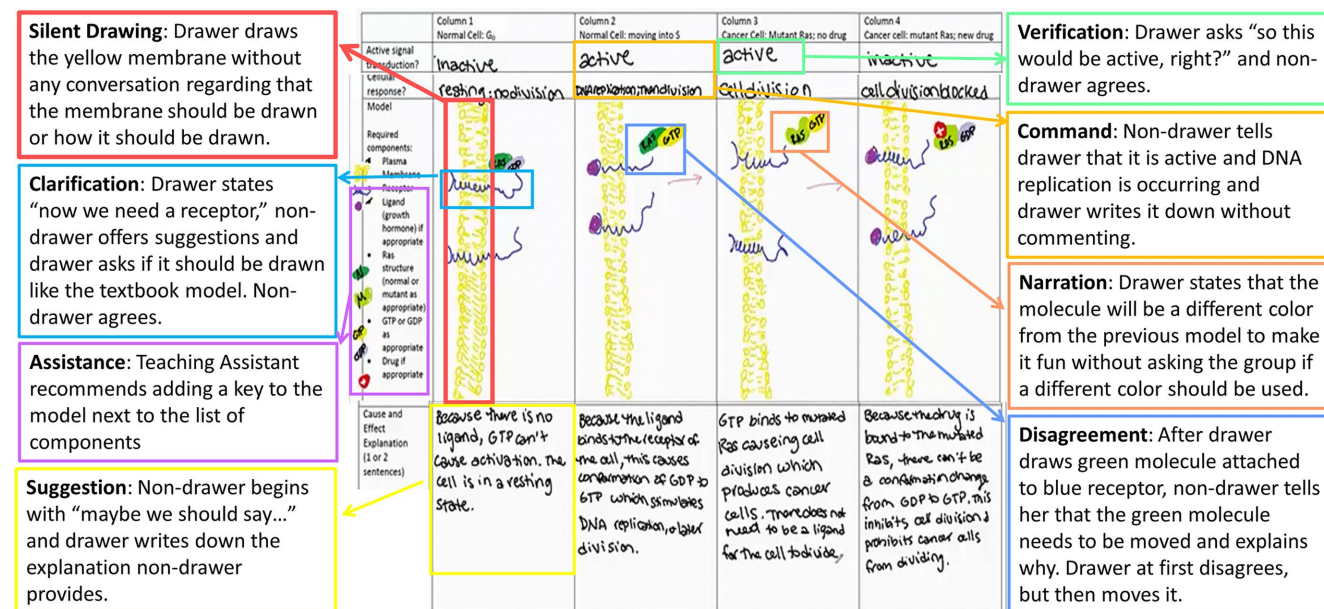 Silent Drawing: Drawer draws
the yellow membrane without
any conversation regarding that
the membrane should be drawn
or how it should be drawn.
Clarification: Drawer states
“now we need a receptor,” non-
drawer offers suggestions and
drawer asks if it should be drawn
like the textbook model. Non-
drawer agrees.
Assistance: Teaching Assistant
recommends adding a key to the
model next to the list of
components
Suggestion: Non-drawer begins
with “maybe we should say…”
and drawer writes down the
explanation non-drawer
provides.
Column 1
Normal Cell: G₀
Column 2
Normal Cell: moving into S
Column 3
Cancer Cell: Mutant Ras; no drug
Column 4
Cancer cell: mutant Ras; new drug
Active signal
transduction?
inactive
active
active
inactive
Cellular
response?
resting; no division
DNA replication; then division
cell division
cell division blocked
Model
Required
components:
Plasma
Membrane
Receptor
Ligand
(growth
hormone) if
appropriate
Ras
structure
(normal or
mutant as
appropriate)
GTP or GDP
as
appropriate
Drug if
appropriate
N
M
GTP
GDP
RAS
GDP
RAS
GTP
RAS
GTP
RAS
GDP
Cause and
Effect
Explanation
(1 or 2
sentences)
Because there is no
ligand, GTP can't
cause activation. The
cell is in a resting
state.
Because the ligand
binds to the receptor of
the cell, this causes
conformation of GDP to
GTP which stimulates
DNA replication, & later
division.
GTP binds to mutated
Ras causeing cell
division which
produces cancer
cells. There does not
need to be a ligand
for the cell to divide.
Because the drug is
bound to the mutated
Ras, there can't be
a confirmation change
from GDP to GTP. This
inhibits cell division &
prohibits cancer cells
from dividing.
Verification: Drawer asks “so this
would be active, right?” and non-
drawer agrees.
Command: Non-drawer tells
drawer that it is active and DNA
replication is occurring and
drawer writes it down without
commenting.
Narration: Drawer states that the
molecule will be a different color
from the previous model to make
it fun without asking the group if
a different color should be used.
Disagreement: After drawer
draws green molecule attached
to blue receptor, non-drawer tells
her that the green molecule
needs to be moved and explains
why. Drawer at first disagrees,
but then moves it.